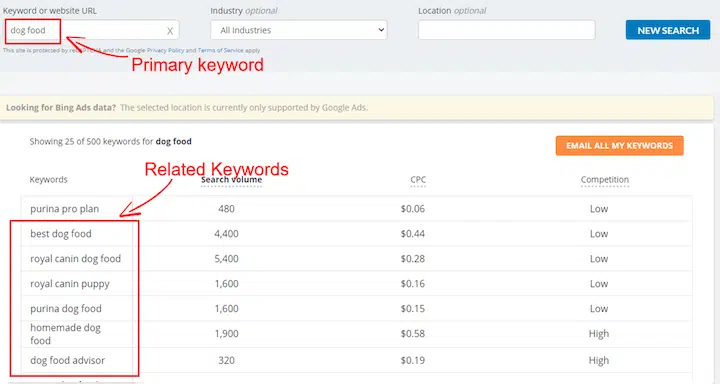 Keyword or website URL
Industry optional
Location optional
dog food X
All Industries
NEW SEARCH
This site is protected by and the Google Privacy Policy and Terms of Service apply.
Primary keyword
Looking for Bing Ads data? The selected location is currently only supported by Google Ads.
Showing 25 of 500 keywords for dog food
EMAIL ALL MY KEYWORDS
Related Keywords
Keywords Search volume CPC Competition
purina pro plan 480 $0.06 Low
best dog food 4,400 $0.44 Low
royal canin dog food 5,400 $0.28 Low
royal canin puppy 1,600 $0.16 Low
purina dog food 1,600 $0.15 Low
homemade dog
food 1,900 $0.58 High
dog food advisor 320 $0.19 High